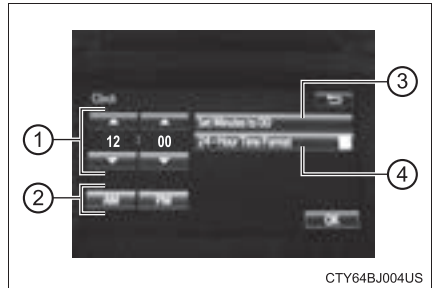 Clock
3
Set Minutes to 00
1
12 : 00
24-Hour Time Format
2
AM PM
4
OK
CTY64BJ004US